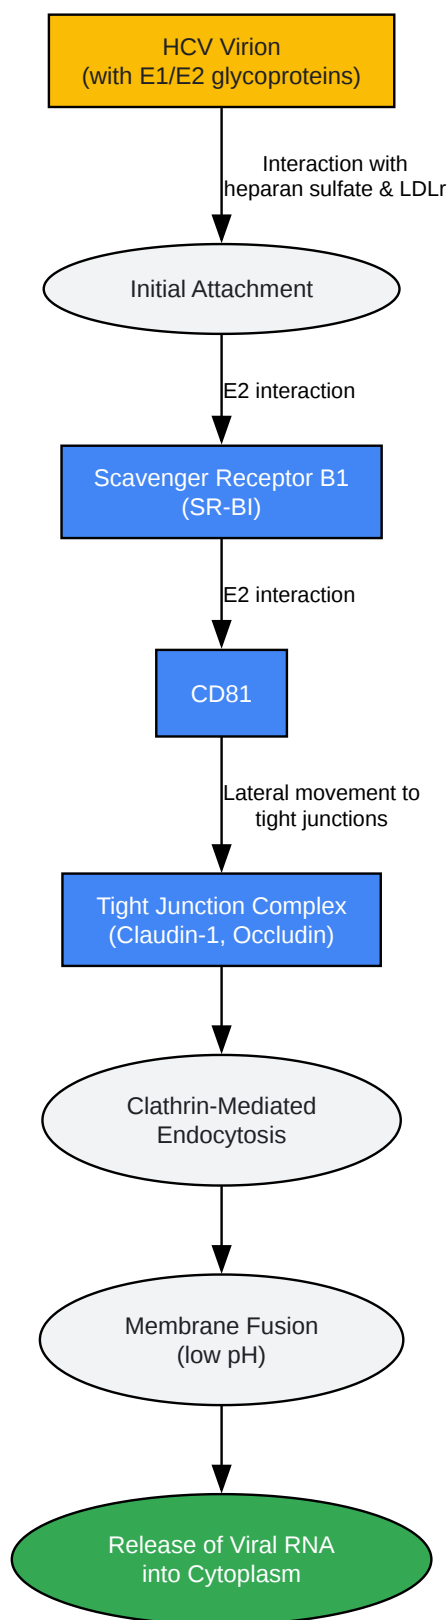 HCV Virion
(with E1/E2 glycoproteins)
Interaction with
heparan sulfate & LDLr
Initial Attachment
E2 interaction
Scavenger Receptor B1
(SR-BI)
E2 interaction
CD81
Lateral movement to
tight junctions
Tight Junction Complex
(Claudin-1, Occludin)
Clathrin-Mediated
Endocytosis
Membrane Fusion
(low pH)
Release of Viral RNA
into Cytoplasm